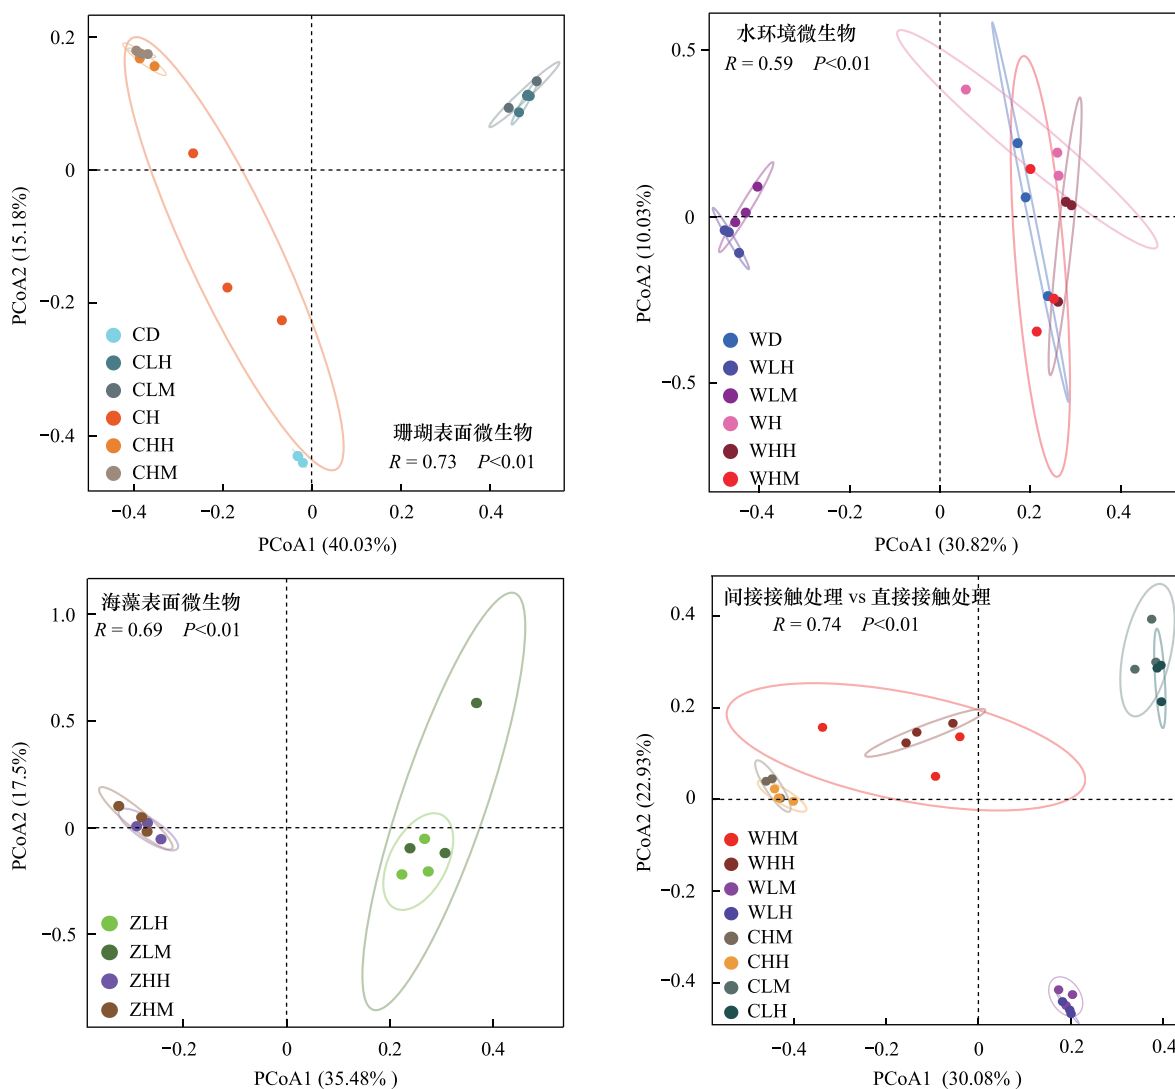 珊瑚表面微生物
R = 0.73 P<0.01
0.2
0
−0.2
−0.4
PCoA2 (15.18%)
CD
CLH
CLM
CH
CHH
CHM
−0.4
−0.2
0
0.2
0.4
PCoA1 (40.03%)
水环境微生物
R = 0.59 P<0.01
0.5
0
−0.5
PCoA2 (10.03%)
WD
WLH
WLM
WH
WHH
WHM
−0.4
−0.2
0
0.2
0.4
PCoA1 (30.82% )
海藻表面微生物
R = 0.69 P<0.01
1.0
0.5
0
−0.5
PCoA2 (17.5%)
ZLH
ZLM
ZHH
ZHM
−0.2
0
0.2
0.4
PCoA1 (35.48% )
间接接触处理 vs 直接接触处理
R = 0.74 P<0.01
0.4
0.2
0
−0.2
−0.4
PCoA2 (22.93%)
WHM
WHH
WLM
WLH
CHM
CHH
CLM
CLH
−0.4
−0.2
0
0.2
0.4
PCoA1 (30.08% )